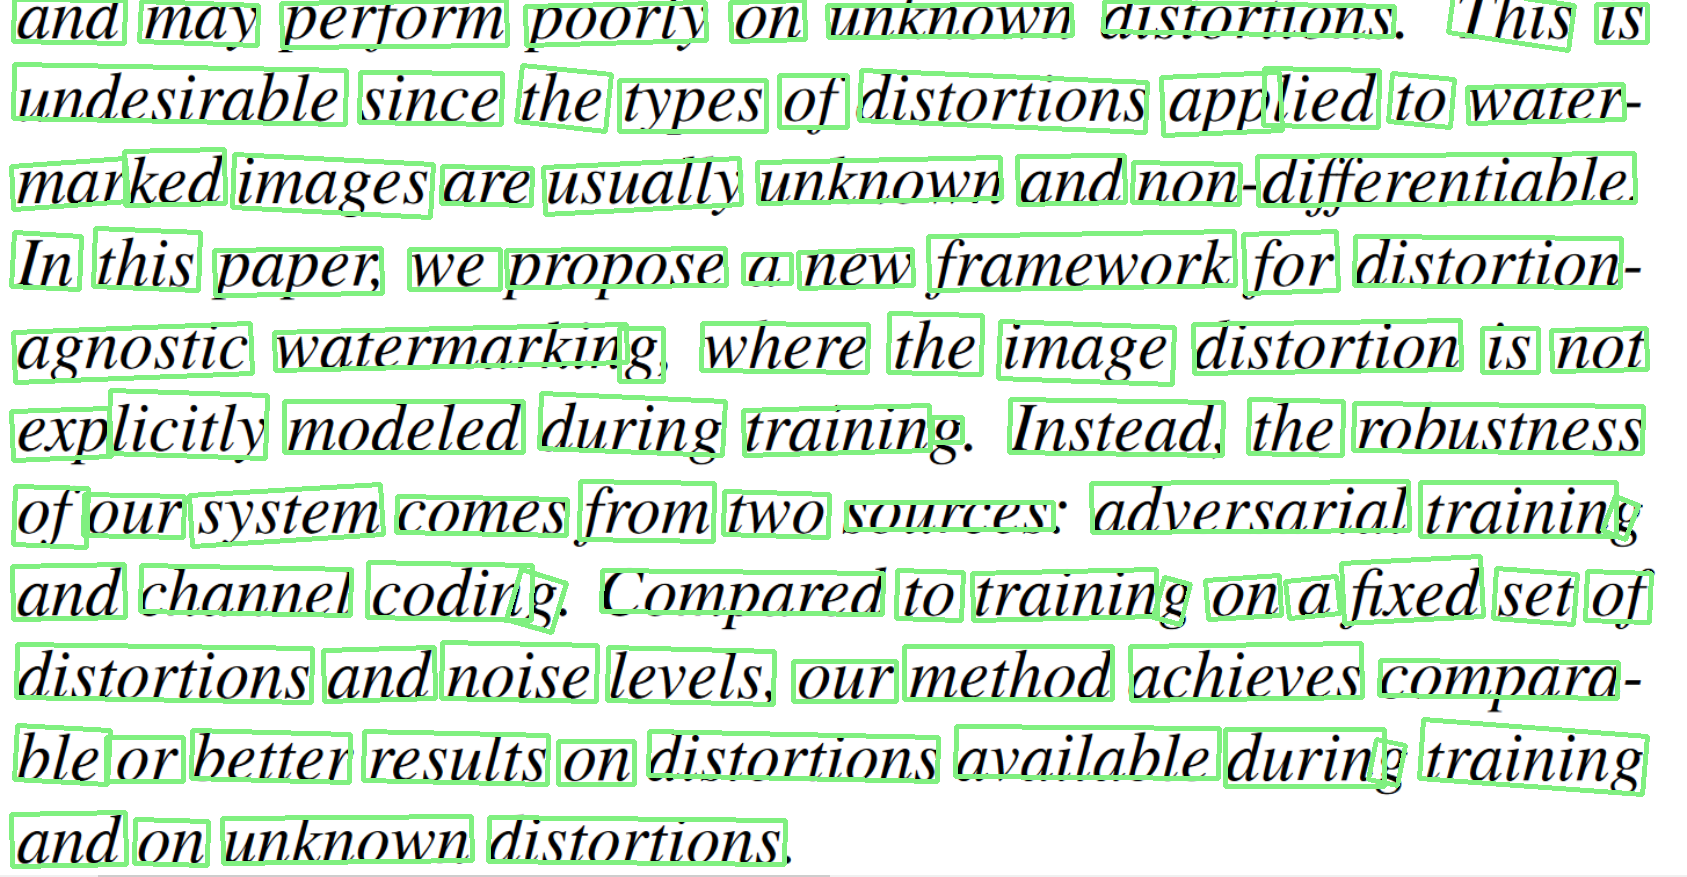 and may perform poorly on unknown distortions. This is
undesirable since the types of distortions applied to water-
marked images are usually unknown and non-differentiable.
In this paper, we propose a new framework for distortion-
agnostic watermarking, where the image distortion is not
explicitly modeled during training. Instead, the robustness
of our system comes from two sources: adversarial training
and channel coding. Compared to training on a fixed set of
distortions and noise levels, our method achieves compara-
ble or better results on distortions available during training
and on unknown distortions.